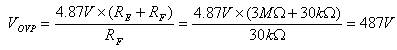 V_OVP = 4.87V×(R_E + R_F) / R_F = 4.87V×(3MΩ+30kΩ) / 30kΩ = 487V